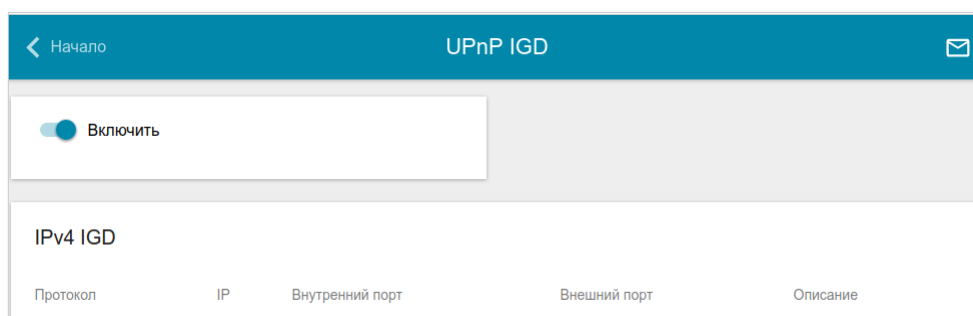 Начало UPnP IGD
Включить
IPv4 IGD
Протокол IP Внутренний порт Внешний порт Описание